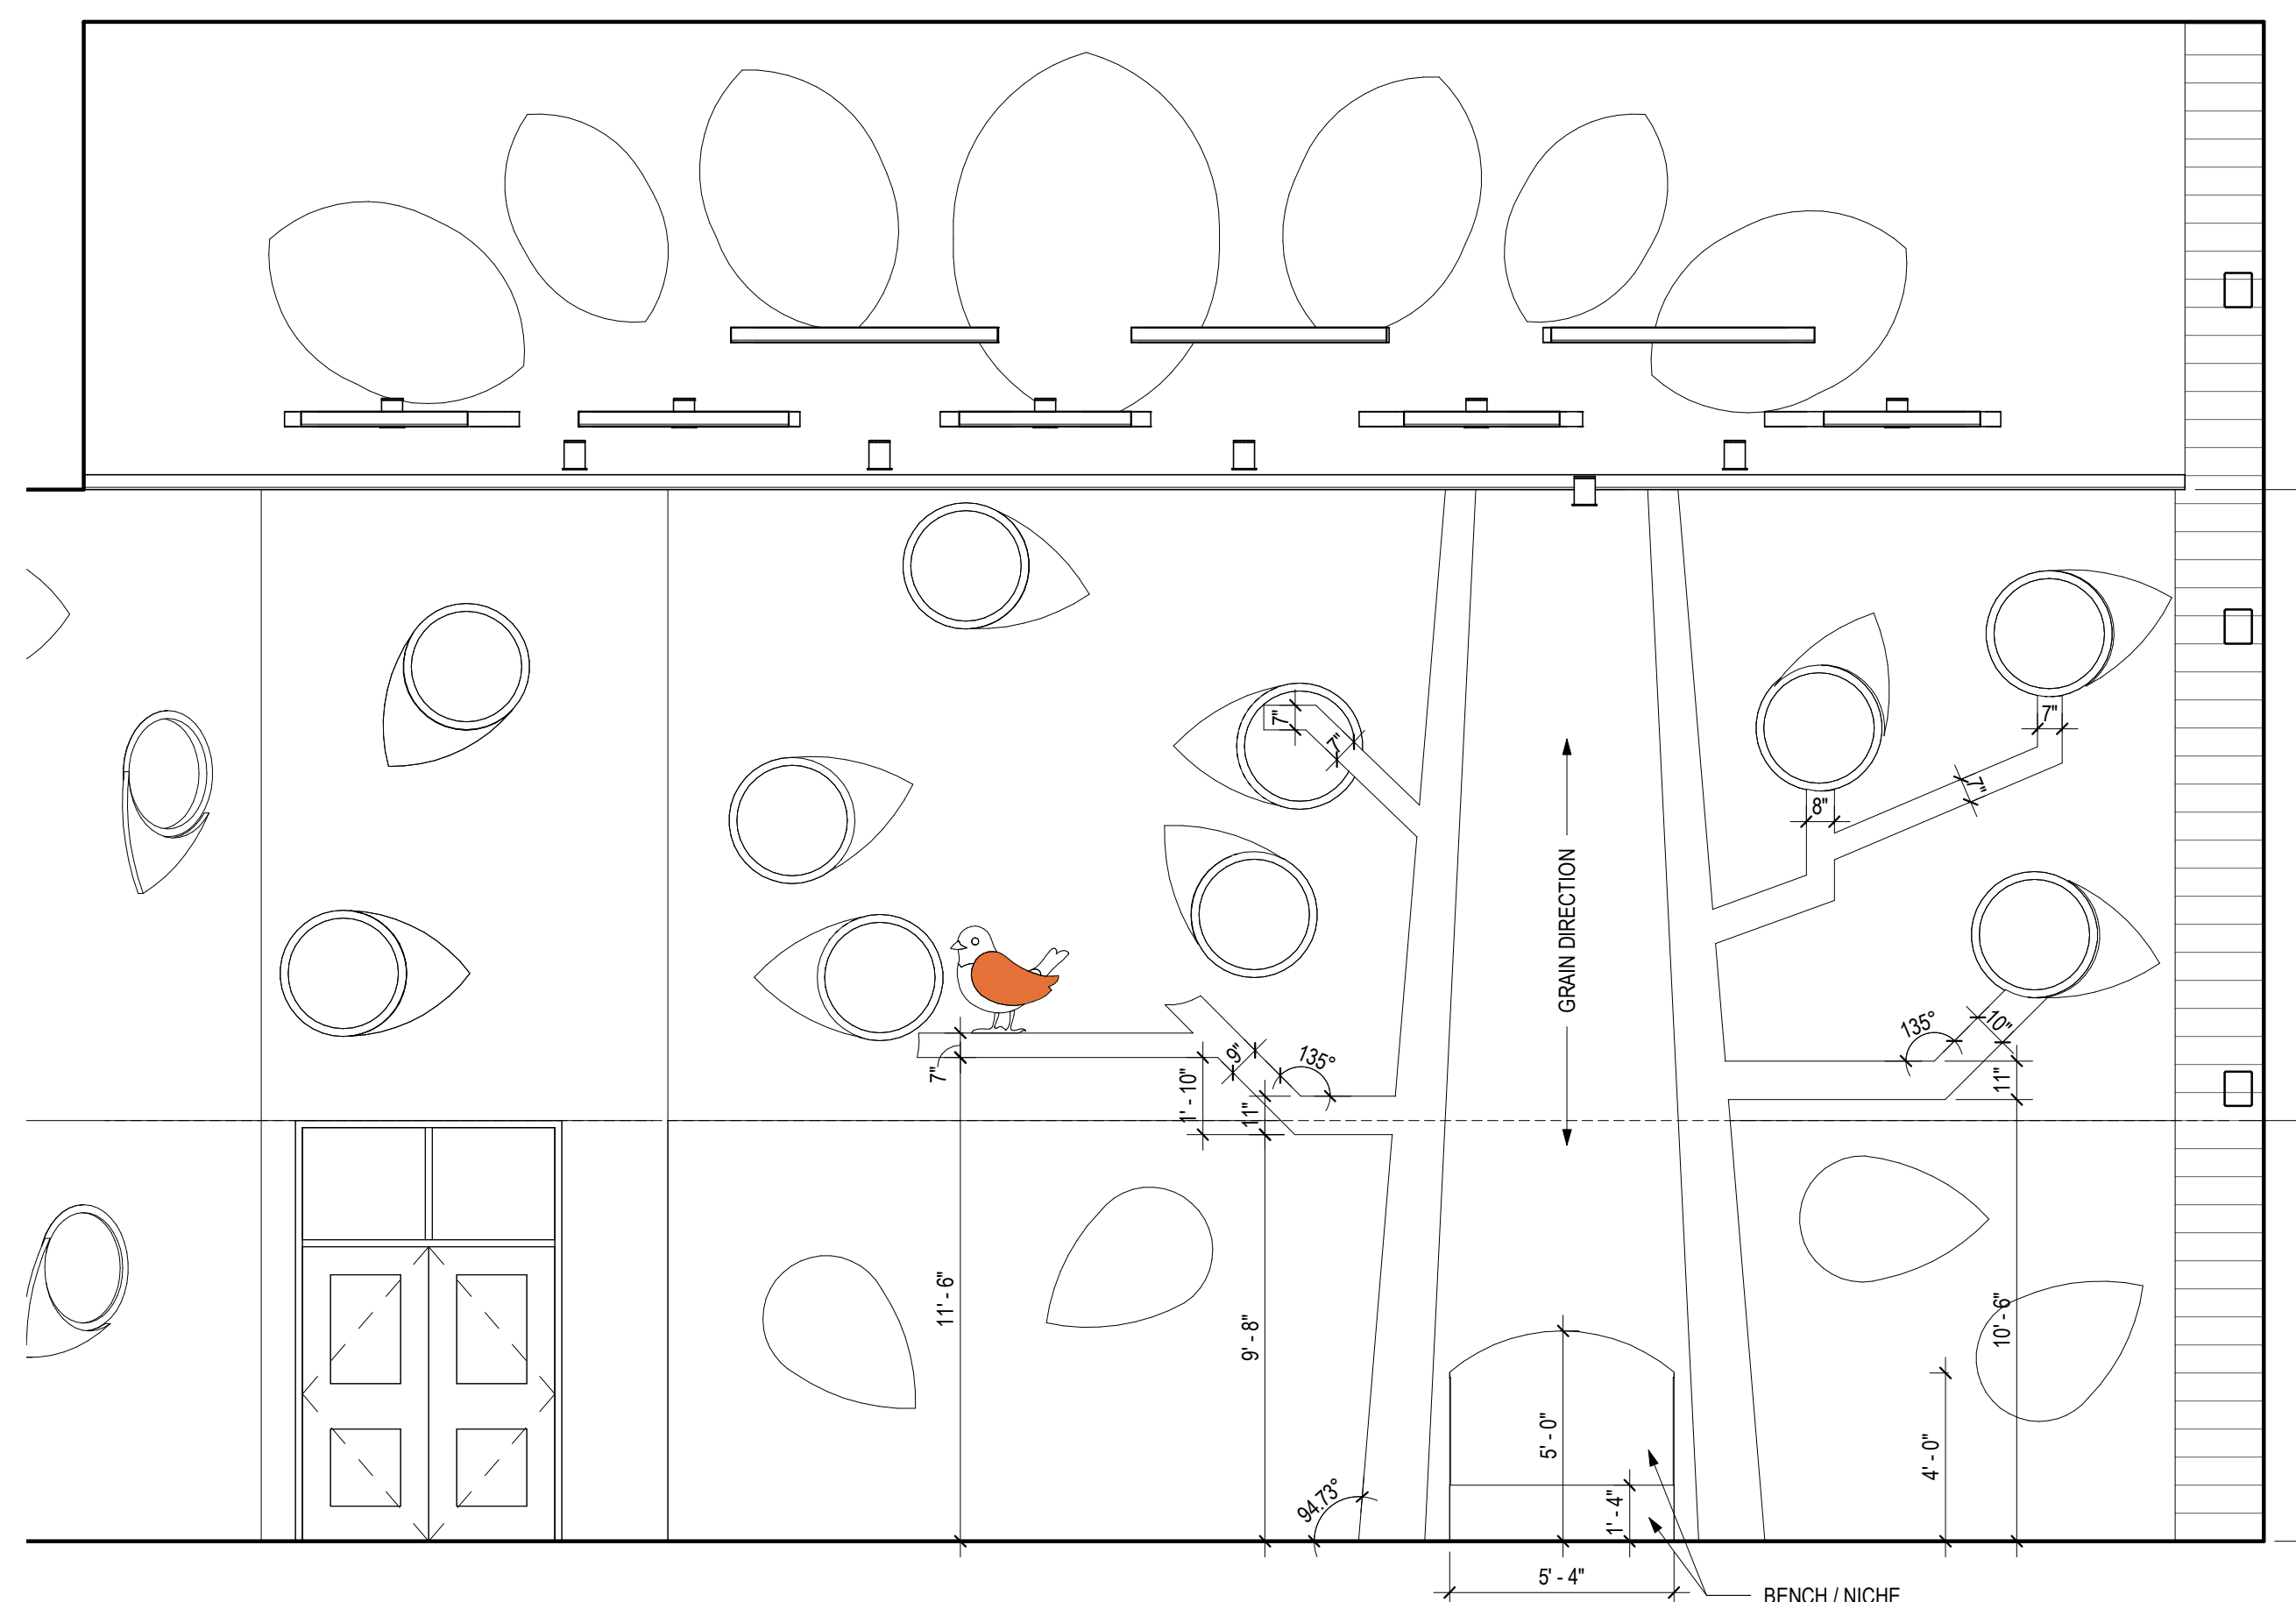 7"
7"
7"
7"
8"
GRAIN DIRECTION
135°
10"
11"
9"
135°
7"
1' - 10"
11"
11' - 6"
9' - 8"
10' - 6"
5' - 0"
4' - 0"
94.73°
1' - 4"
5' - 4"
BENCH / NICHE